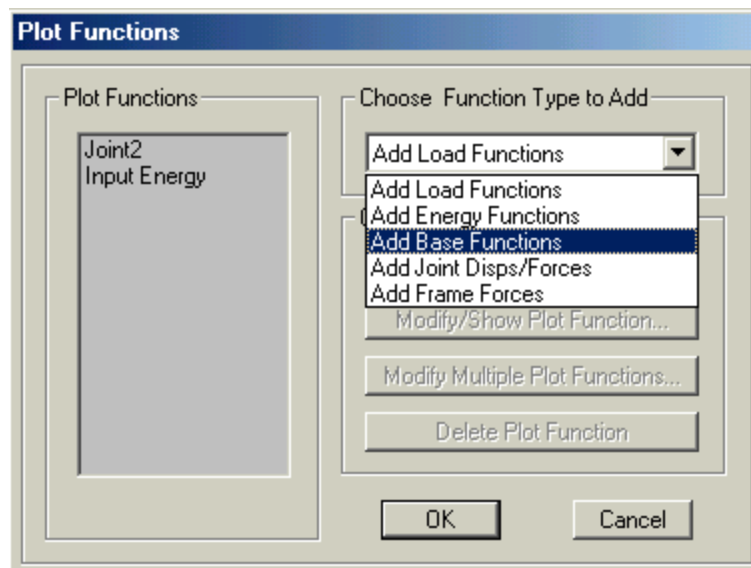 Plot Functions
Plot Functions
Joint2
Input Energy
Choose Function Type to Add
Add Load Functions
Add Load Functions
Add Energy Functions
Add Base Functions
Add Joint Disps/Forces
Add Frame Forces
Modify/Show Plot Function...
Modify Multiple Plot Functions...
Delete Plot Function
OK
Cancel